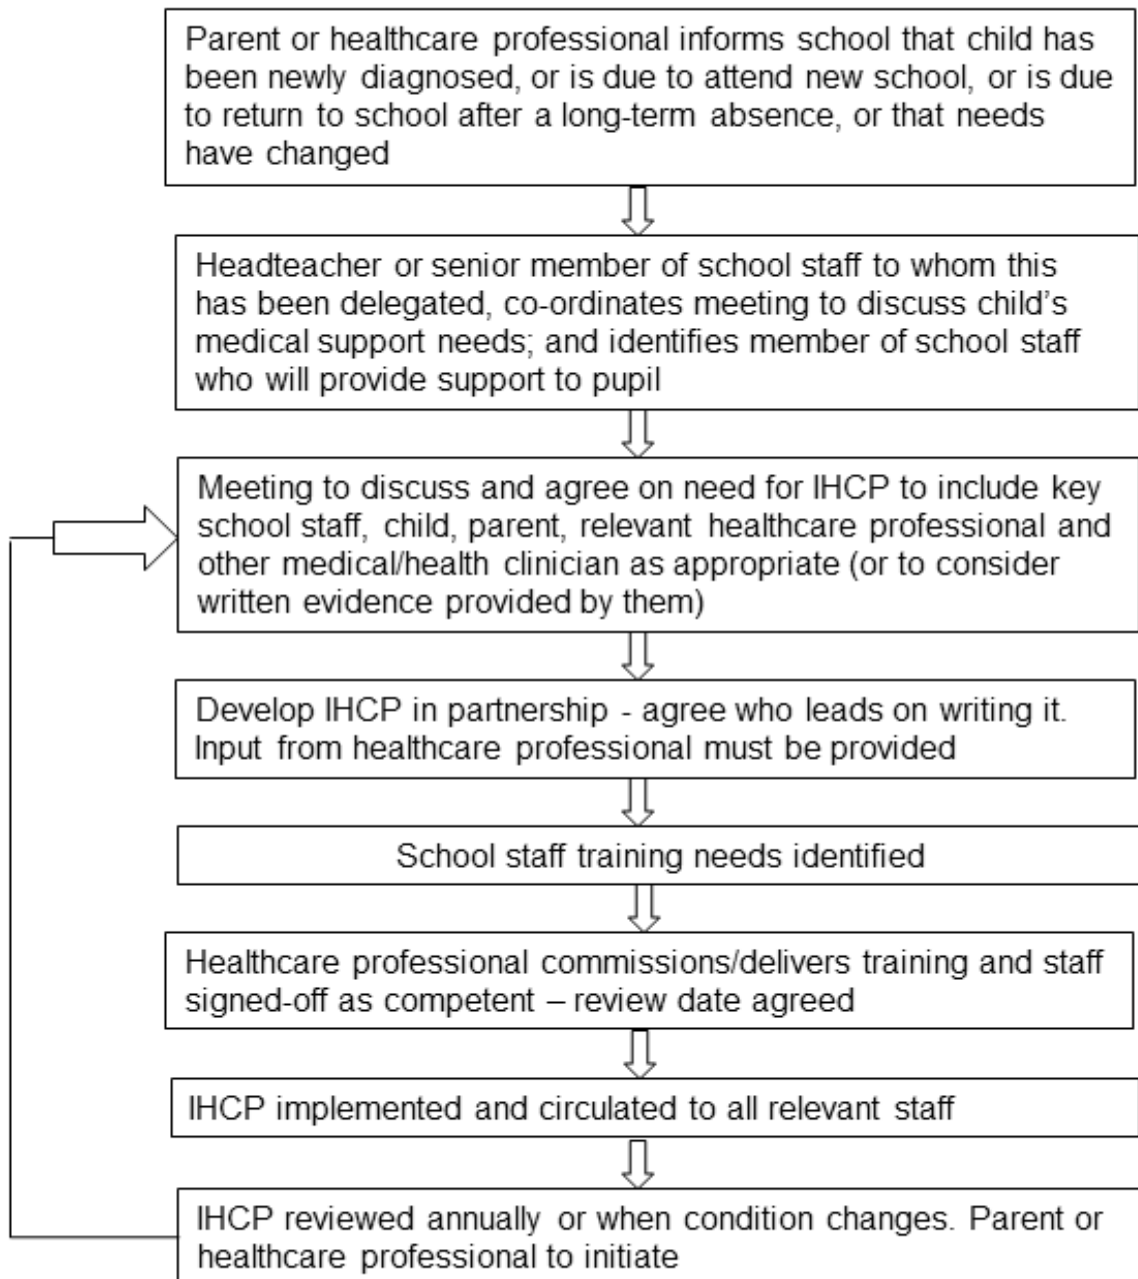 Parent or healthcare professional informs school that child has
been newly diagnosed, or is due to attend new school, or is due
to return to school after a long-term absence, or that needs
have changed
Headteacher or senior member of school staff to whom this
has been delegated, co-ordinates meeting to discuss child's
medical support needs; and identifies member of school staff
who will provide support to pupil
Meeting to discuss and agree on need for IHCP to include key
school staff, child, parent, relevant healthcare professional and
other medical/health clinician as appropriate (or to consider
written evidence provided by them)
Develop IHCP in partnership - agree who leads on writing it.
Input from healthcare professional must be provided
School staff training needs identified
Healthcare professional commissions/delivers training and staff
signed-off as competent – review date agreed
IHCP implemented and circulated to all relevant staff
IHCP reviewed annually or when condition changes. Parent or
healthcare professional to initiate